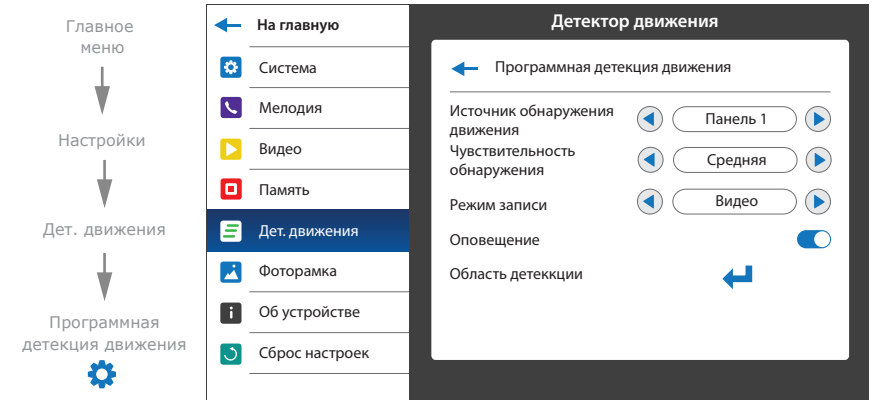 Главное
меню
Настройки
Дет. движения
Программная
детекция движения
На главную
Система
Мелодия
Видео
Память
Дет. движения
Фоторамка
Об устройстве
Сброс настроек
Детектор движения
Программная детекция движения
Источник обнаружения
движения
Панель 1
Чувствительность
обнаружения
Средняя
Режим записи
Видео
Оповещение
Область детеккции